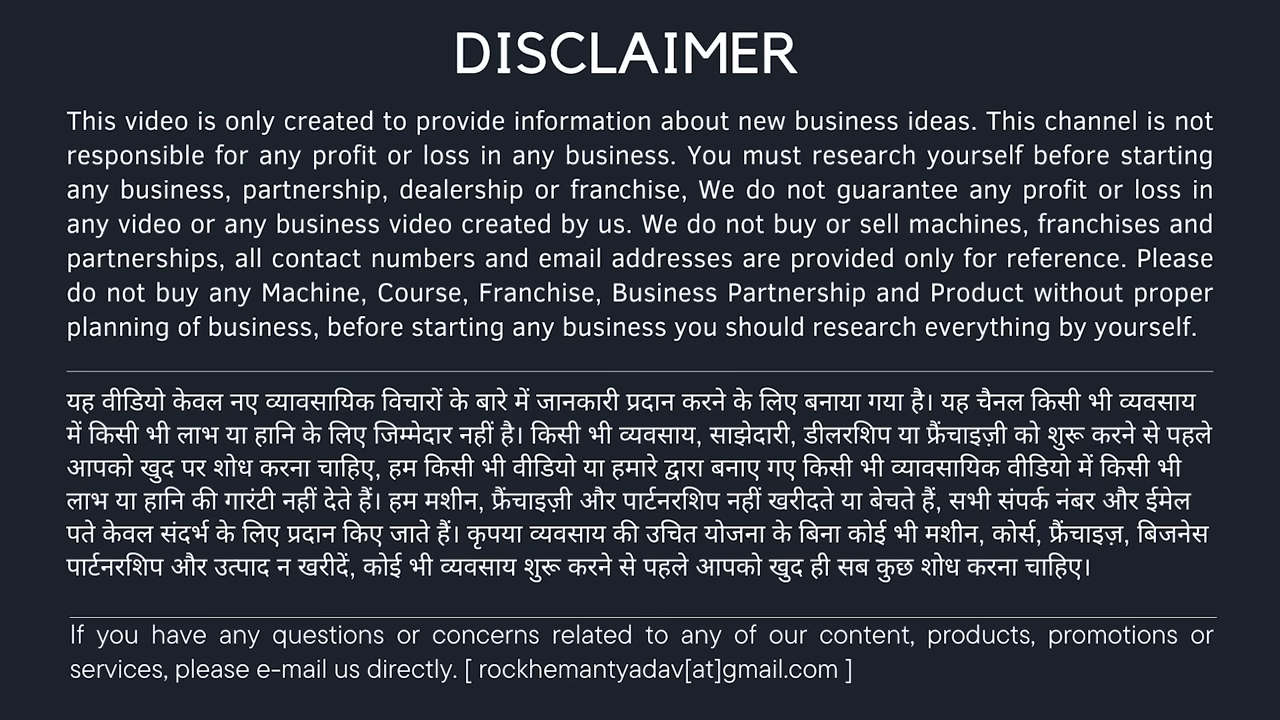 DISCLAIMER
This video is only created to provide information about new business ideas. This channel is not
responsible for any profit or loss in any business. You must research yourself before starting
any business, partnership, dealership or franchise, We do not guarantee any profit or loss in
any video or any business video created by us. We do not buy or sell machines, franchises and
partnerships, all contact numbers and email addresses are provided only for reference. Please
do not buy any Machine, Course, Franchise, Business Partnership and Product without proper
planning of business, before starting any business you should research everything by yourself.
यह वीडियो केवल नए व्यावसायिक विचारों के बारे में जानकारी प्रदान करने के लिए बनाया गया है। यह चैनल किसी भी व्यवसाय
में किसी भी लाभ या हानि के लिए जिम्मेदार नहीं है। किसी भी व्यवसाय, साझेदारी, डीलरशिप या फ्रैंचाइज़ी को शुरू करने से पहले
आपको खुद पर शोध करना चाहिए, हम किसी भी वीडियो या हमारे द्वारा बनाए गए किसी भी व्यावसायिक वीडियो में किसी भी
लाभ या हानि की गारंटी नहीं देते हैं। हम मशीन, फ्रैंचाइज़ी और पार्टनरशिप नहीं खरीदते या बेचते हैं, सभी संपर्क नंबर और ईमेल
पते केवल संदर्भ के लिए प्रदान किए जाते हैं। कृपया व्यवसाय की उचित योजना के बिना कोई भी मशीन, कोर्स, फ्रैंचाइज़, बिजनेस
पार्टनरशिप और उत्पाद न खरीदें, कोई भी व्यवसाय शुरू करने से पहले आपको खुद ही सब कुछ शोध करना चाहिए।
If you have any questions or concerns related to any of our content, products, promotions or
services, please e-mail us directly. [ rockhemantyadav[at]gmail.com ]